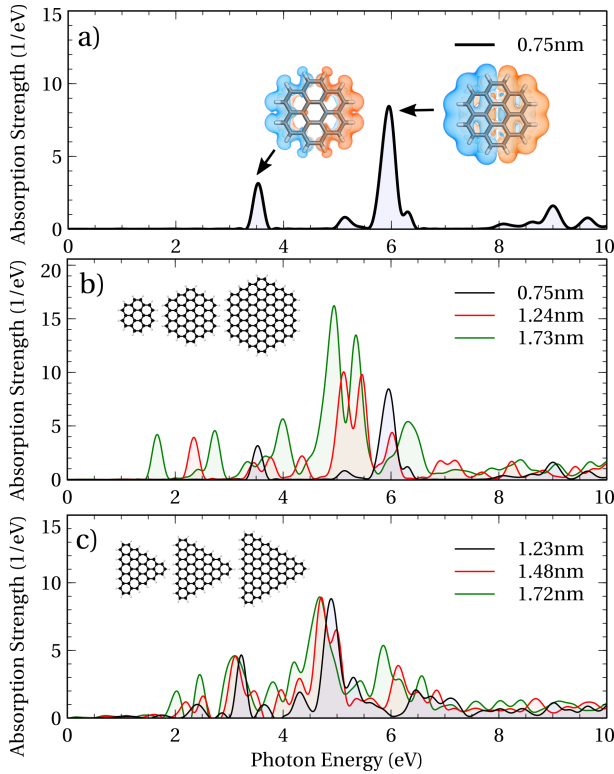 a)
0.75nm
Absorption Strength (1/eV)
15
10
5
0
0 2 4 6 8 10
b)
0.75nm
1.24nm
1.73nm
Absorption Strength (1/eV)
20
15
10
5
0
0 2 4 6 8 10
c)
1.23nm
1.48nm
1.72nm
Absorption Strength (1/eV)
15
10
5
0
0 2 4 6 8 10
Photon Energy (eV)